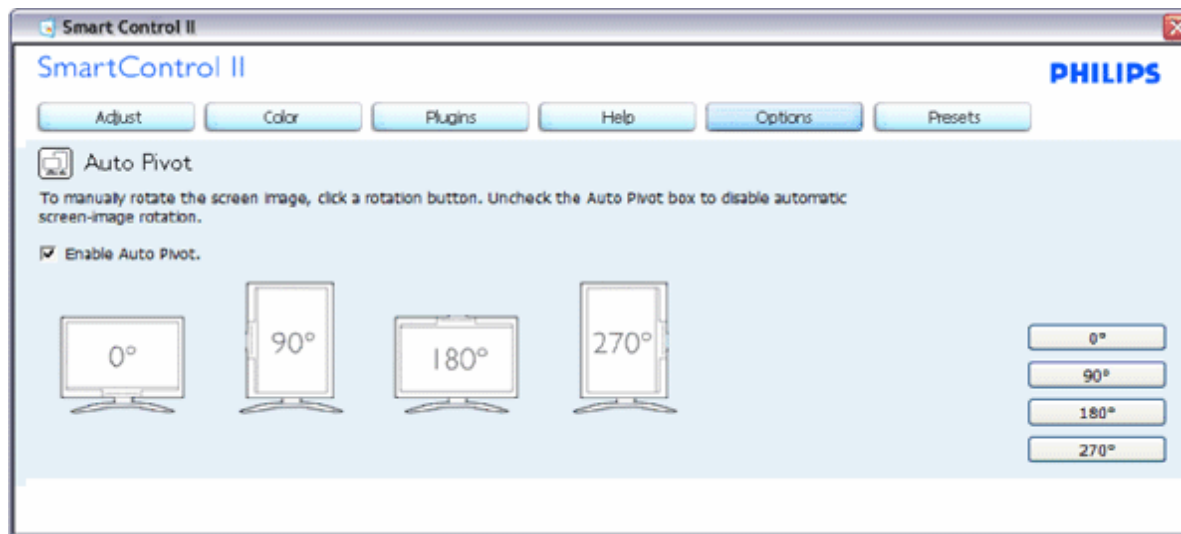 Smart Control II
SmartControl II
PHILIPS
Adjust
Color
Plugins
Help
Options
Presets
Auto Pivot
To manually rotate the screen image, click a rotation button. Uncheck the Auto Pivot box to disable automatic
screen-image rotation.
Enable Auto Pivot.
0°
90°
180°
270°
0°
90°
180°
270°